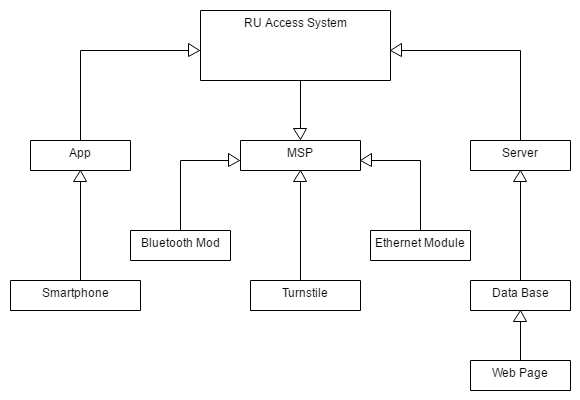 RU Access System
App
MSP
Server
Bluetooth Mod
Ethernet Module
Smartphone
Turnstile
Data Base
Web Page